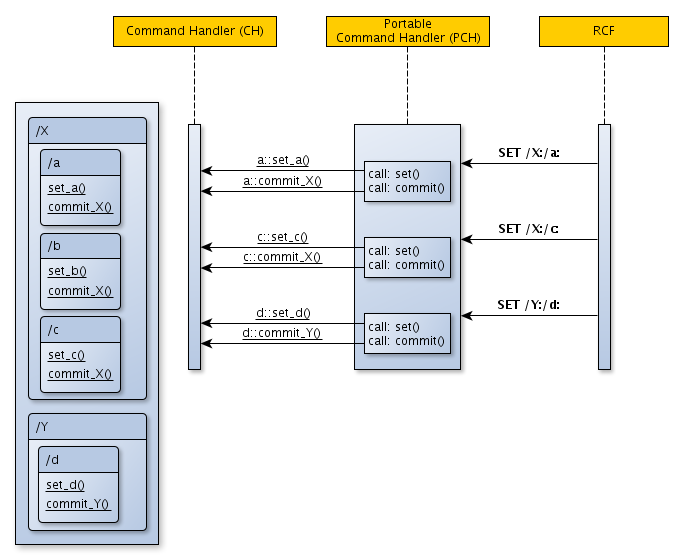 Command Handler (CH)
Portable
Command Handler (PCH)
RCF
/X
/a
set_a()
commit_X()
/b
set_b()
commit_X()
/c
set_c()
commit_X()
/Y
/d
set_d()
commit_Y()
SET /X:/a:
a::set_a()
call: set()
a::commit_X()
call: commit()
SET /X:/c:
c::set_c()
call: set()
c::commit_X()
call: commit()
SET /Y:/d:
d::set_d()
call: set()
d::commit_Y()
call: commit()